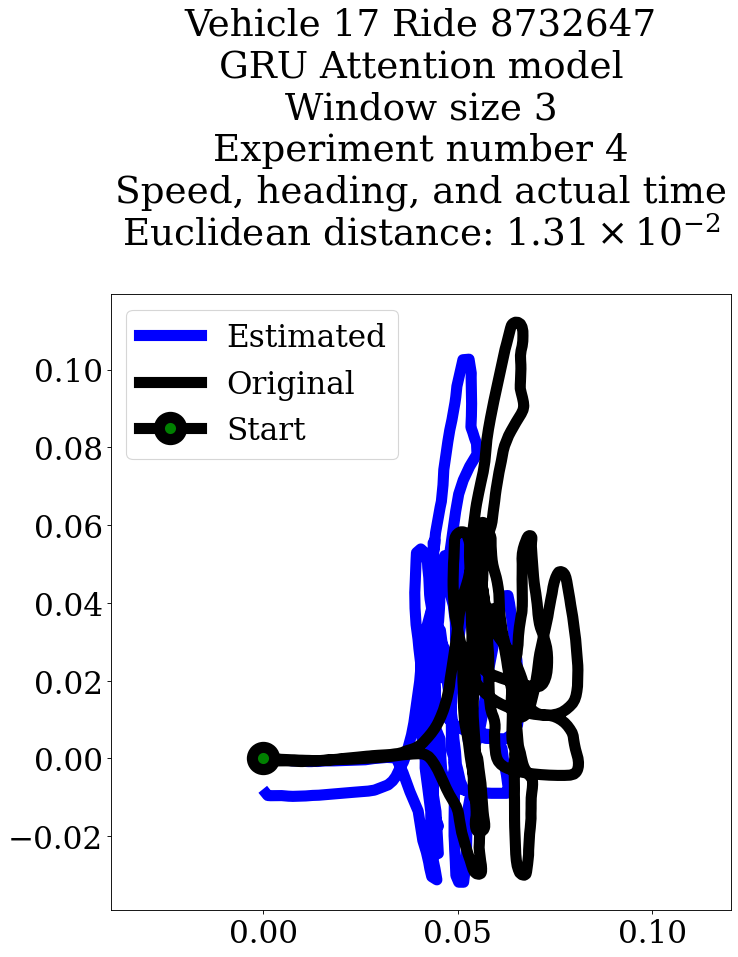 Vehicle 17 Ride 8732647
GRU Attention model
Window size 3
Experiment number 4
Speed, heading, and actual time
Euclidean distance: 1.31 × 10⁻²
Estimated
Original
Start
0.10
0.08
0.06
0.04
0.02
0.00
−0.02
0.00 0.05 0.10